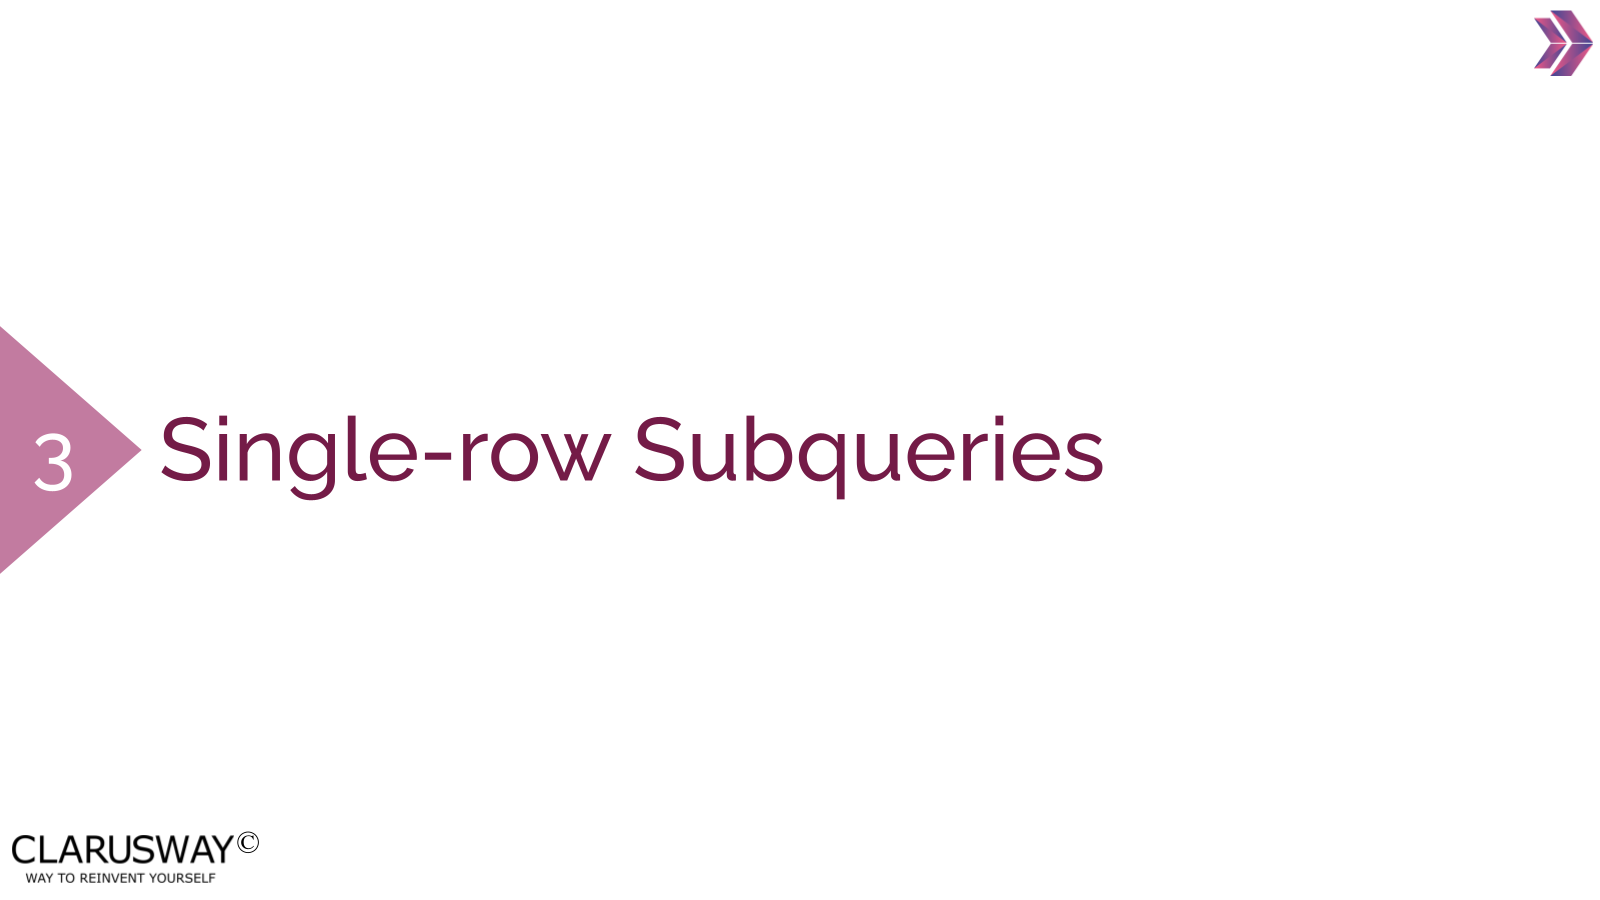 3
Single-row Subqueries
CLARUSWAY©
WAY TO REINVENT YOURSELF